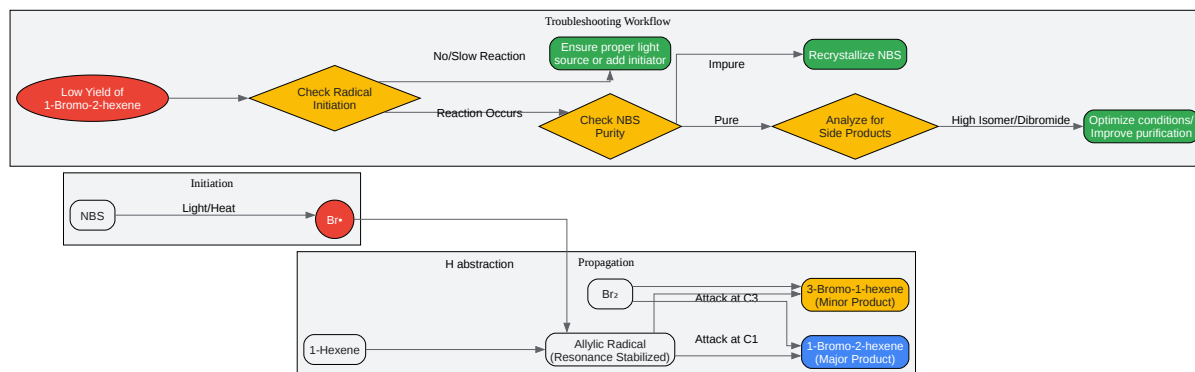 Troubleshooting Workflow
Low Yield of
1-Bromo-2-hexene
Check Radical
Initiation
No/Slow Reaction
Reaction Occurs
Ensure proper light
source or add initiator
Check NBS
Purity
Impure
Pure
Recrystallize NBS
Analyze for
Side Products
High Isomer/Dibromide
Optimize conditions/
Improve purification
Initiation
NBS
Light/Heat
Br•
Propagation
H abstraction
Br₂
Attack at C3
3-Bromo-1-hexene
(Minor Product)
1-Hexene
Allylic Radical
(Resonance Stabilized)
Attack at C1
1-Bromo-2-hexene
(Major Product)